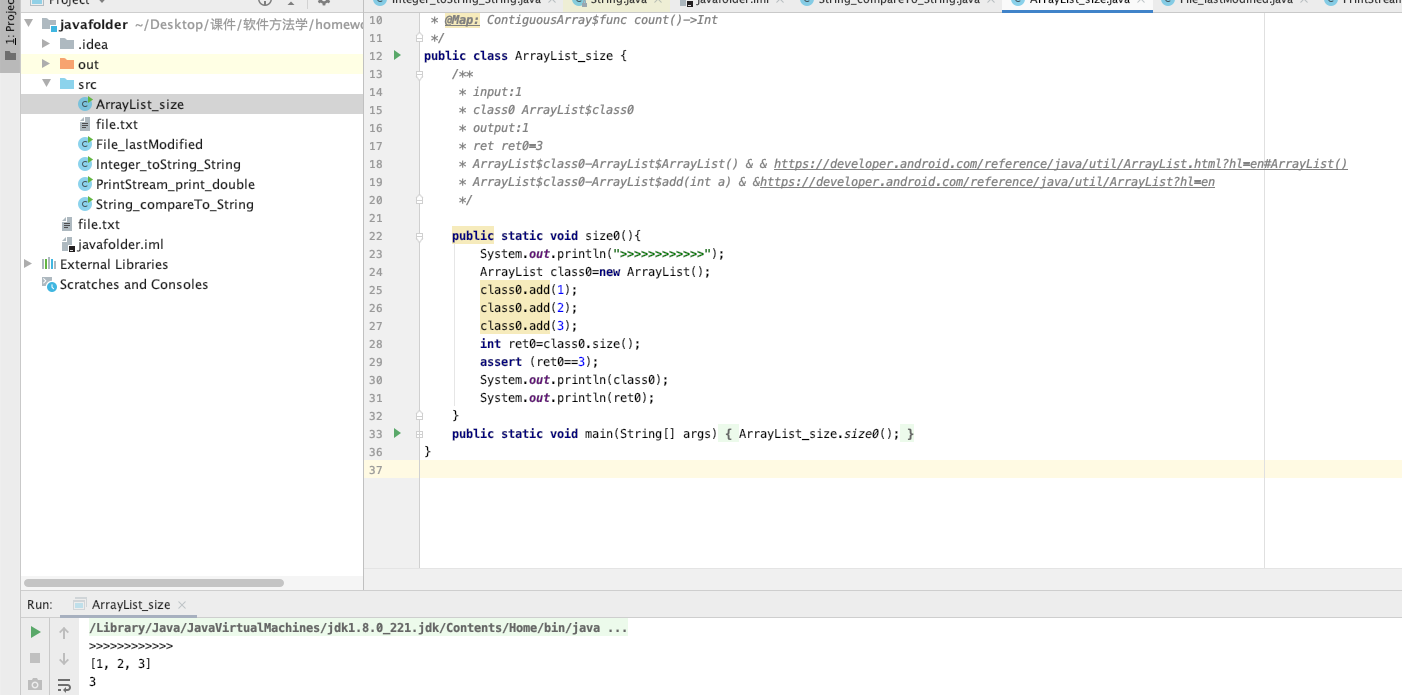 Project
1: Project
javafolder ~/Desktop/课件/软件方法学/homewo
.idea
out
src
ArrayList_size
file.txt
File_lastModified
Integer_toString_String
PrintStream_print_double
String_compareTo_String
file.txt
javafolder.iml
External Libraries
Scratches and Consoles
Integer_toString_String.java String.java javafolder.iml String_compareTo_String.java ArrayList_size.java File_lastModified.java PrintStream
10 * @Map: ContiguousArray$func count()->Int
11 */
12 public class ArrayList_size {
13 /**
14 * input:1
15 * class0 ArrayList$class0
16 * output:1
17 * ret ret0=3
18 * ArrayList$class0-ArrayList$ArrayList() & & https://developer.android.com/reference/java/util/ArrayList.html?hl=en#ArrayList()
19 * ArrayList$class0-ArrayList$add(int a) & &https://developer.android.com/reference/java/util/ArrayList?hl=en
20 */
21
22 public static void size0(){
23 System.out.println(">>>>>>>>>>>>");
24 ArrayList class0=new ArrayList();
25 class0.add(1);
26 class0.add(2);
27 class0.add(3);
28 int ret0=class0.size();
29 assert (ret0==3);
30 System.out.println(class0);
31 System.out.println(ret0);
32 }
33 public static void main(String[] args) { ArrayList_size.size0(); }
36 }
37
Run: ArrayList_size
/Library/Java/JavaVirtualMachines/jdk1.8.0_221.jdk/Contents/Home/bin/java ...
>>>>>>>>>>>>
[1, 2, 3]
3